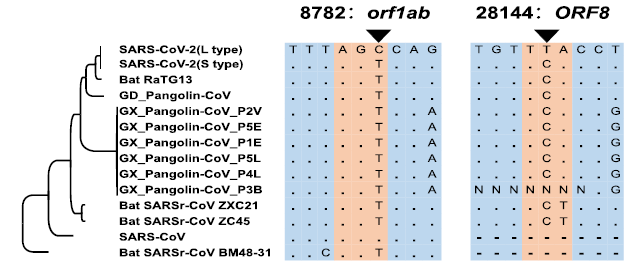 8782: orf1ab 28144: ORF8
SARS-CoV-2(L type) T T T A G C C A G T G T T T A C C T
SARS-CoV-2(S type) . . . . . T . . . . . . . C . . . .
Bat RaTG13 . . . . . T . . . . . . . C . . . .
GD_Pangolin-CoV . . . . . T . . . . . . . C . . . .
GX_Pangolin-CoV_P2V . . . . . T . . A . . . . C . . . G
GX_Pangolin-CoV_P5E . . . . . T . . A . . . . C . . . G
GX_Pangolin-CoV_P1E . . . . . T . . A . . . . C . . . G
GX_Pangolin-CoV_P5L . . . . . T . . A . . . . C . . . G
GX_Pangolin-CoV_P4L . . . . . T . . A . . . . C . . . G
GX_Pangolin-CoV_P3B . . . . . T . . A N N N N N N N . G
Bat SARSr-CoV ZXC21 . . . . . T . . . . . . . C T . . .
Bat SARSr-CoV ZC45 . . . . . T . . . . . . . C T . . .
SARS-CoV . . . . . . . . . - - - - - - - - -
Bat SARSr-CoV BM48-31 . . C . . T . . . - - - - - - - - -